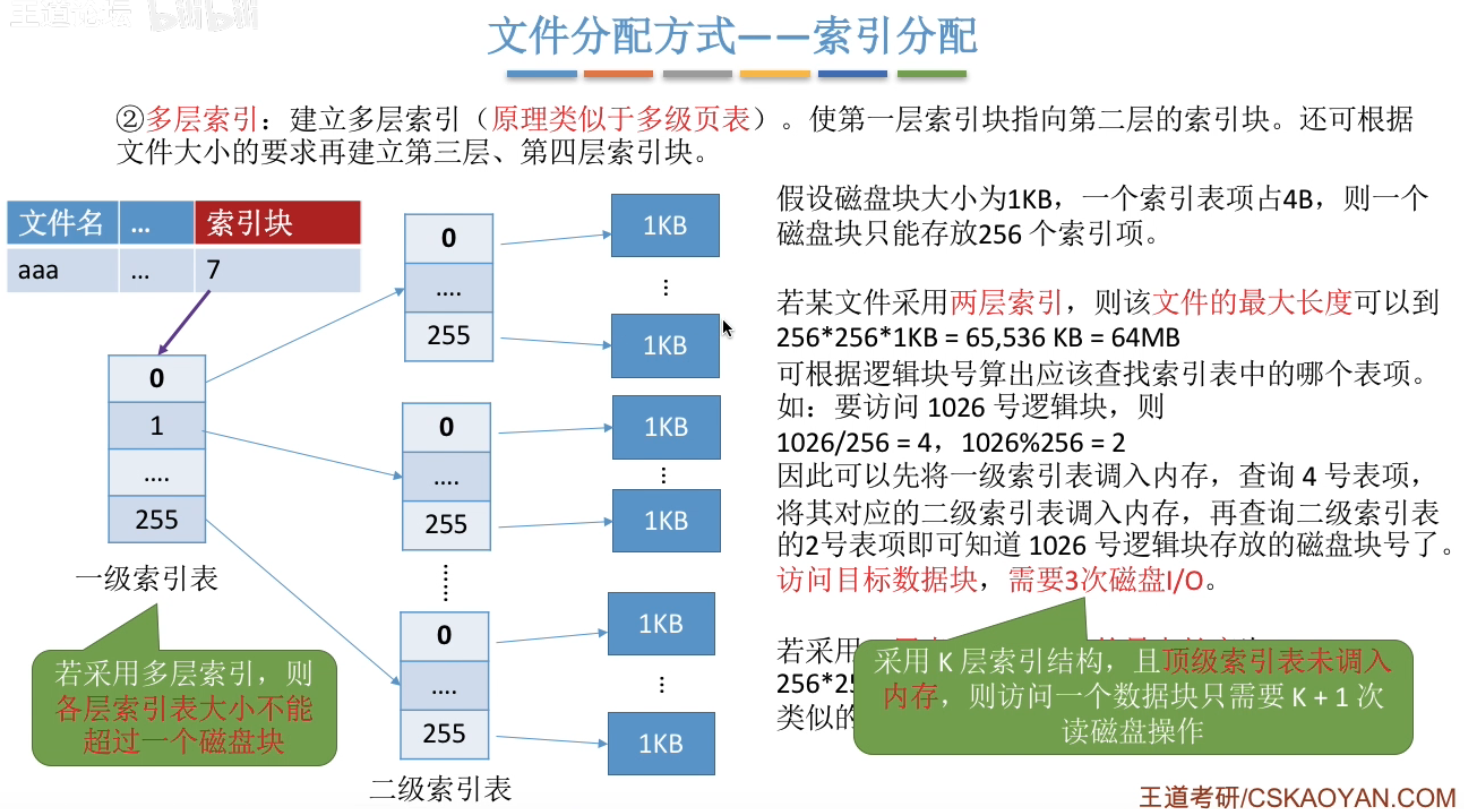 王道论坛 bilibili
文件分配方式——索引分配
②多层索引：建立多层索引（原理类似于多级页表）。使第一层索引块指向第二层的索引块。还可根据
文件大小的要求再建立第三层、第四层索引块。
文件名 ... 索引块
aaa ... 7
0
1
....
255
一级索引表
若采用多层索引，则
各层索引表大小不能
超过一个磁盘块
0
....
255
0
....
255
0
....
255
二级索引表
1KB
1KB
1KB
1KB
1KB
1KB
假设磁盘块大小为1KB，一个索引表项占4B，则一个
磁盘块只能存放256 个索引项。
若某文件采用两层索引，则该文件的最大长度可以到
256*256*1KB = 65,536 KB = 64MB
可根据逻辑块号算出应该查找索引表中的哪个表项。
如：要访问 1026 号逻辑块，则
1026/256 = 4，1026%256 = 2
因此可以先将一级索引表调入内存，查询 4 号表项，
将其对应的二级索引表调入内存，再查询二级索引表
的2号表项即可知道 1026 号逻辑块存放的磁盘块号了。
访问目标数据块，需要3次磁盘I/O。
若采用
256*25
类似的
采用 K 层索引结构，且顶级索引表未调入
内存，则访问一个数据块只需要 K + 1 次
读磁盘操作
王道考研/CSKAOYAN.COM